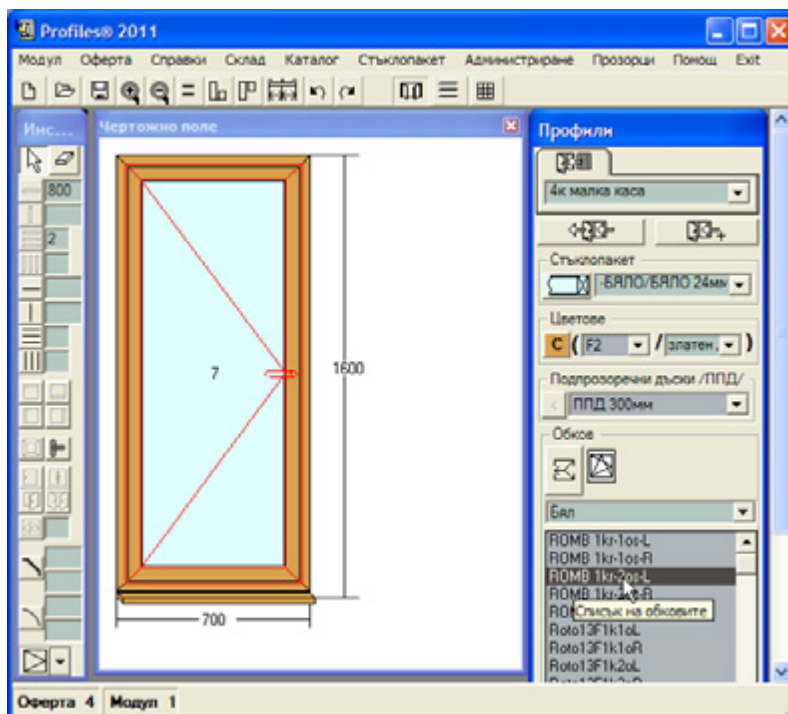 Profiles® 2011
Модул Оферта Справки Склад Каталог Стъклопакет Администриране Прозорци Помощ Exit
Инс...
Чертожно поле
Профили
800
2
4к малка каса
Стъклопакет
-БЯЛО/БЯЛО 24мм
Цветове
C ( F2 / златен, )
Подпрозоречни дъски /ППД/
< ППД 300мм
Обков
Бял
ROMB 1kr-1os-L
ROMB 1kr-1os-R
ROMB 1kr-2os-L
ROMB 1kr-2os-R
Списък на обковите
Roto13F1k1oL
Roto13F1k1oR
Roto13F1k2oL
7
1600
700
Оферта 4 Модул 1